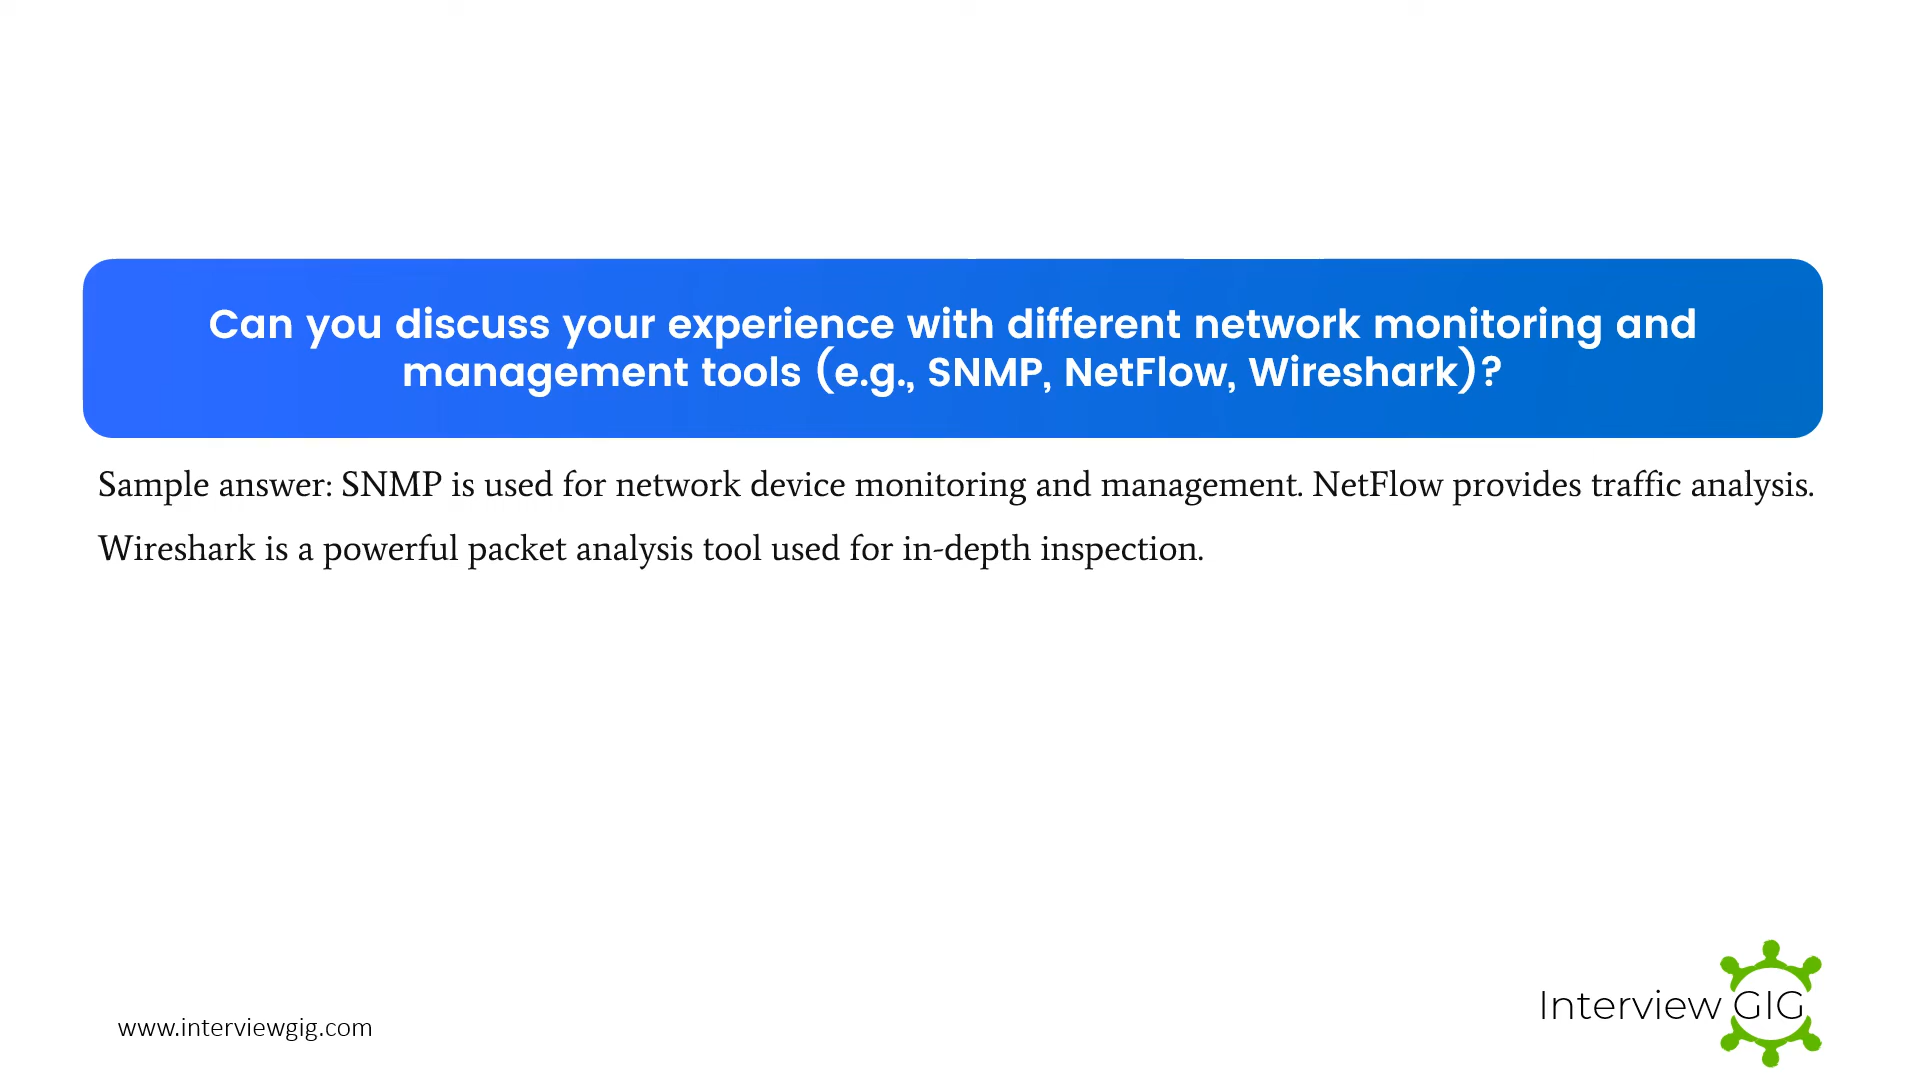 Can you discuss your experience with different network monitoring and
management tools (e.g., SNMP, NetFlow, Wireshark)?
Sample answer: SNMP is used for network device monitoring and management. NetFlow provides traffic analysis.
Wireshark is a powerful packet analysis tool used for in-depth inspection.
Interview GIG
www.interviewgig.com